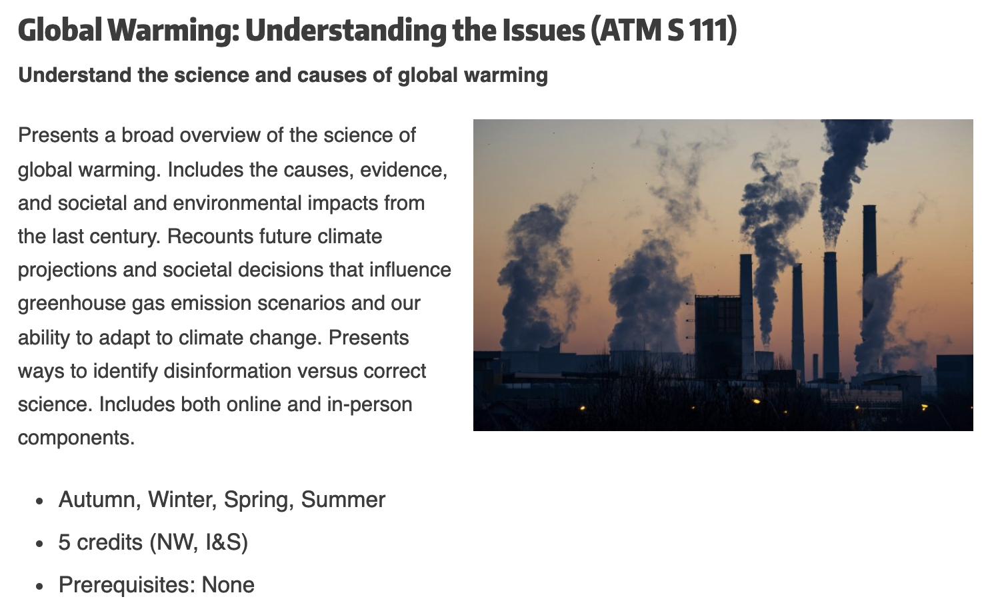 Global Warming: Understanding the Issues (ATM S 111)
Understand the science and causes of global warming
Presents a broad overview of the science of
global warming. Includes the causes, evidence,
and societal and environmental impacts from
the last century. Recounts future climate
projections and societal decisions that influence
greenhouse gas emission scenarios and our
ability to adapt to climate change. Presents
ways to identify disinformation versus correct
science. Includes both online and in-person
components.
• Autumn, Winter, Spring, Summer
• 5 credits (NW, I&S)
• Prerequisites: None